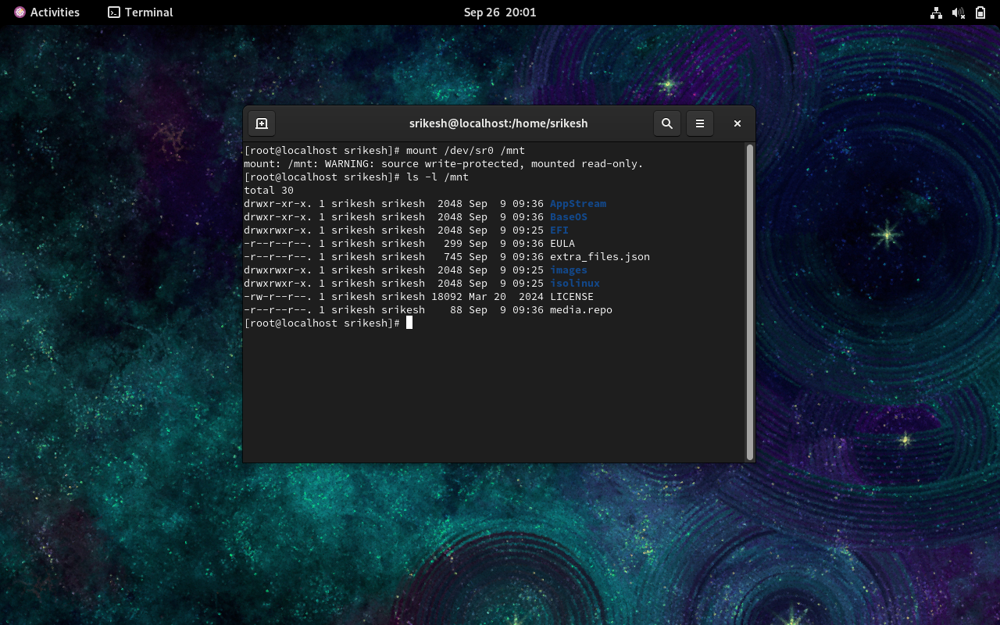 Activities
Terminal
Sep 26 20:01
srikesh@localhost:/home/srikesh
[root@localhost srikesh]# mount /dev/sr0 /mnt
mount: /mnt: WARNING: source write-protected, mounted read-only.
[root@localhost srikesh]# ls -l /mnt
total 30
drwxr-xr-x. 1 srikesh srikesh  2048 Sep  9 09:36 AppStream
drwxr-xr-x. 1 srikesh srikesh  2048 Sep  9 09:36 BaseOS
drwxrwxr-x. 1 srikesh srikesh  2048 Sep  9 09:25 EFI
-r--r--r--. 1 srikesh srikesh   299 Sep  9 09:36 EULA
-r--r--r--. 1 srikesh srikesh   745 Sep  9 09:36 extra_files.json
drwxrwxr-x. 1 srikesh srikesh  2048 Sep  9 09:25 images
drwxrwxr-x. 1 srikesh srikesh  2048 Sep  9 09:25 isolinux
-rw-r--r--. 1 srikesh srikesh 18092 Mar 20  2024 LICENSE
-r--r--r--. 1 srikesh srikesh    88 Sep  9 09:36 media.repo
[root@localhost srikesh]#